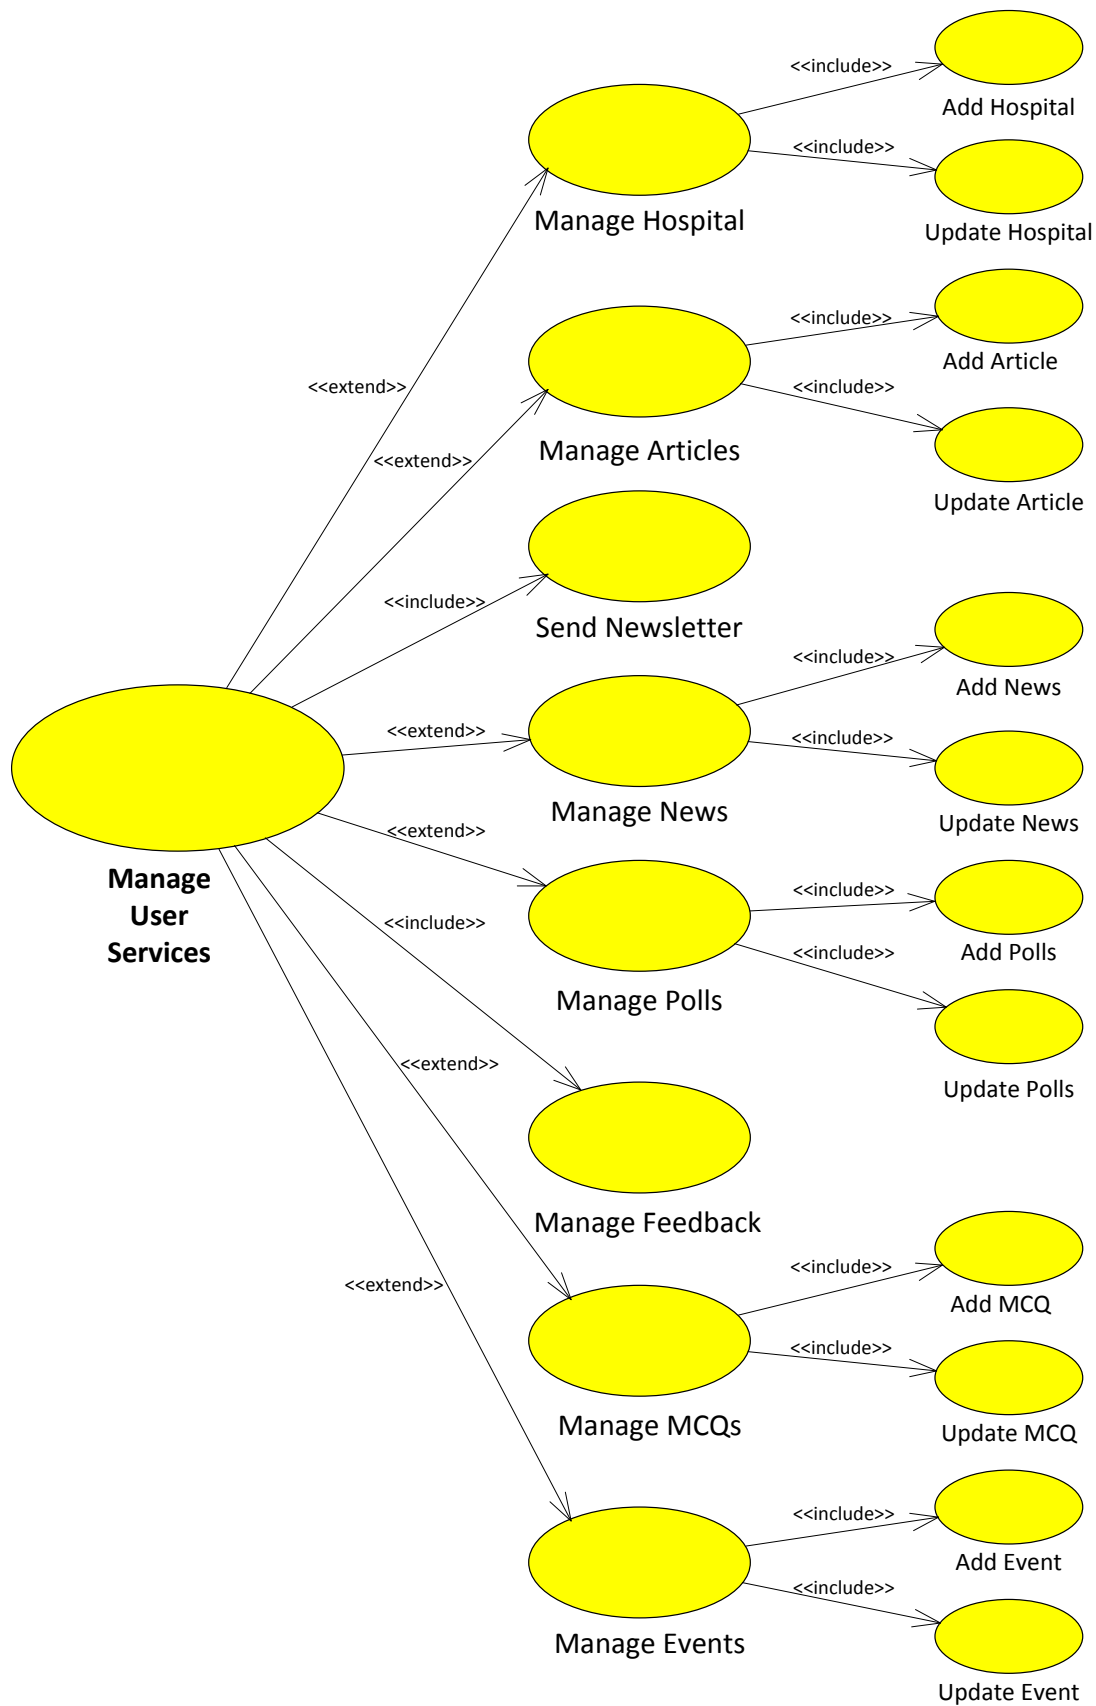 <<include>>
Add Hospital
<<include>>
Manage Hospital
Update Hospital
<<include>>
Add Article
<<extend>>
<<include>>
Manage Articles
<<extend>>
Update Article
<<include>>
Send Newsletter
<<include>>
Add News
<<extend>>
<<include>>
Manage News
Update News
<<extend>>
Manage
User
Services
<<include>>
<<include>>
Add Polls
<<include>>
Manage Polls
<<extend>>
Update Polls
Manage Feedback
<<include>>
<<extend>>
Add MCQ
<<include>>
Manage MCQs
Update MCQ
<<include>>
Add Event
<<include>>
Manage Events
Update Event